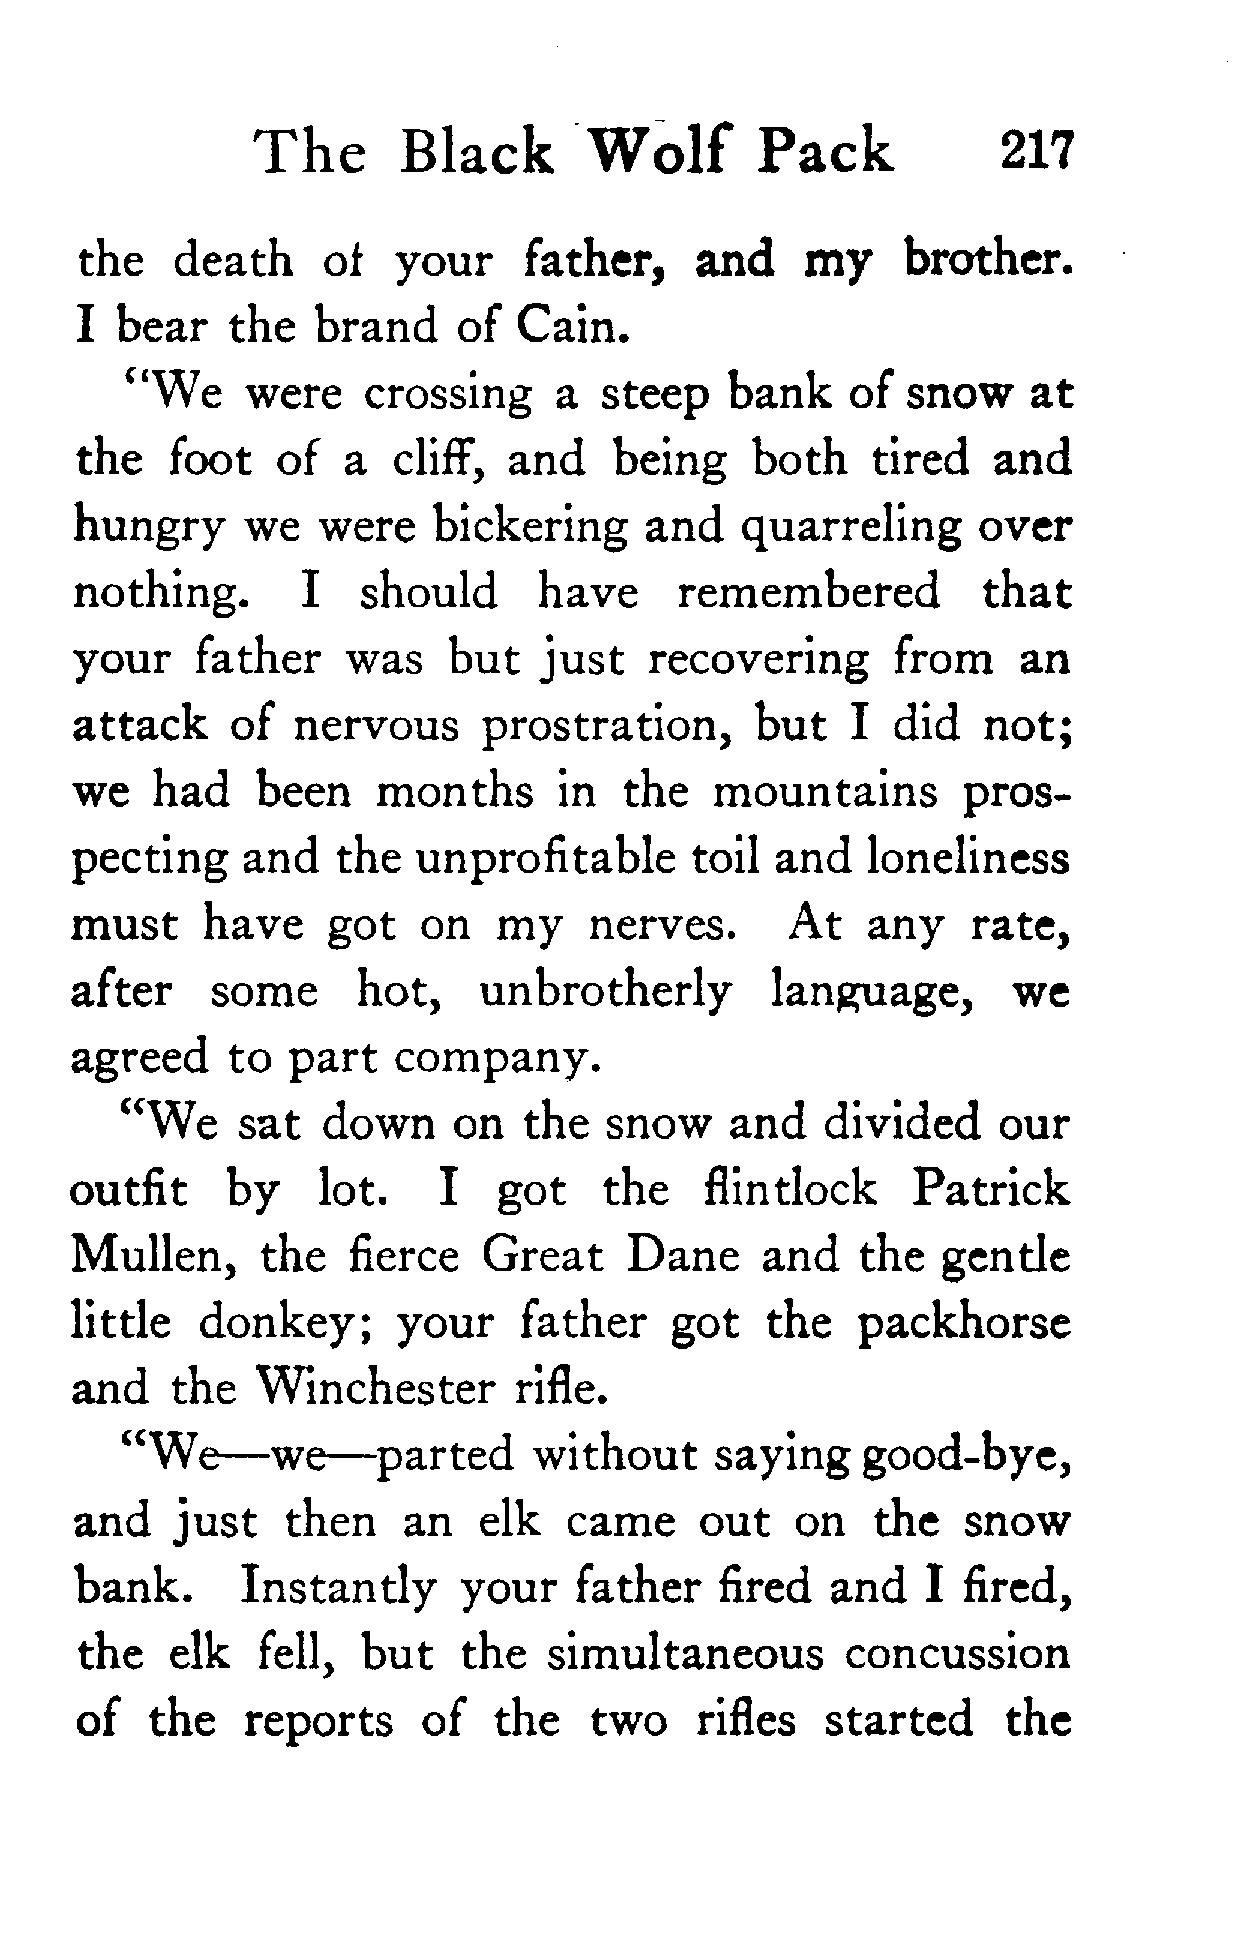 The Black Wolf Pack 217
the death of your father, and my brother.
I bear the brand of Cain.
"We were crossing a steep bank of snow at
the foot of a cliff, and being both tired and
hungry we were bickering and quarreling over
nothing. I should have remembered that
your father was but just recovering from an
attack of nervous prostration, but I did not;
we had been months in the mountains pros-
pecting and the unprofitable toil and loneliness
must have got on my nerves. At any rate,
after some hot, unbrotherly language, we
agreed to part company.
"We sat down on the snow and divided our
outfit by lot. I got the flintlock Patrick
Mullen, the fierce Great Dane and the gentle
little donkey; your father got the packhorse
and the Winchester rifle.
"We—we—parted without saying good-bye,
and just then an elk came out on the snow
bank. Instantly your father fired and I fired,
the elk fell, but the simultaneous concussion
of the reports of the two rifles started the